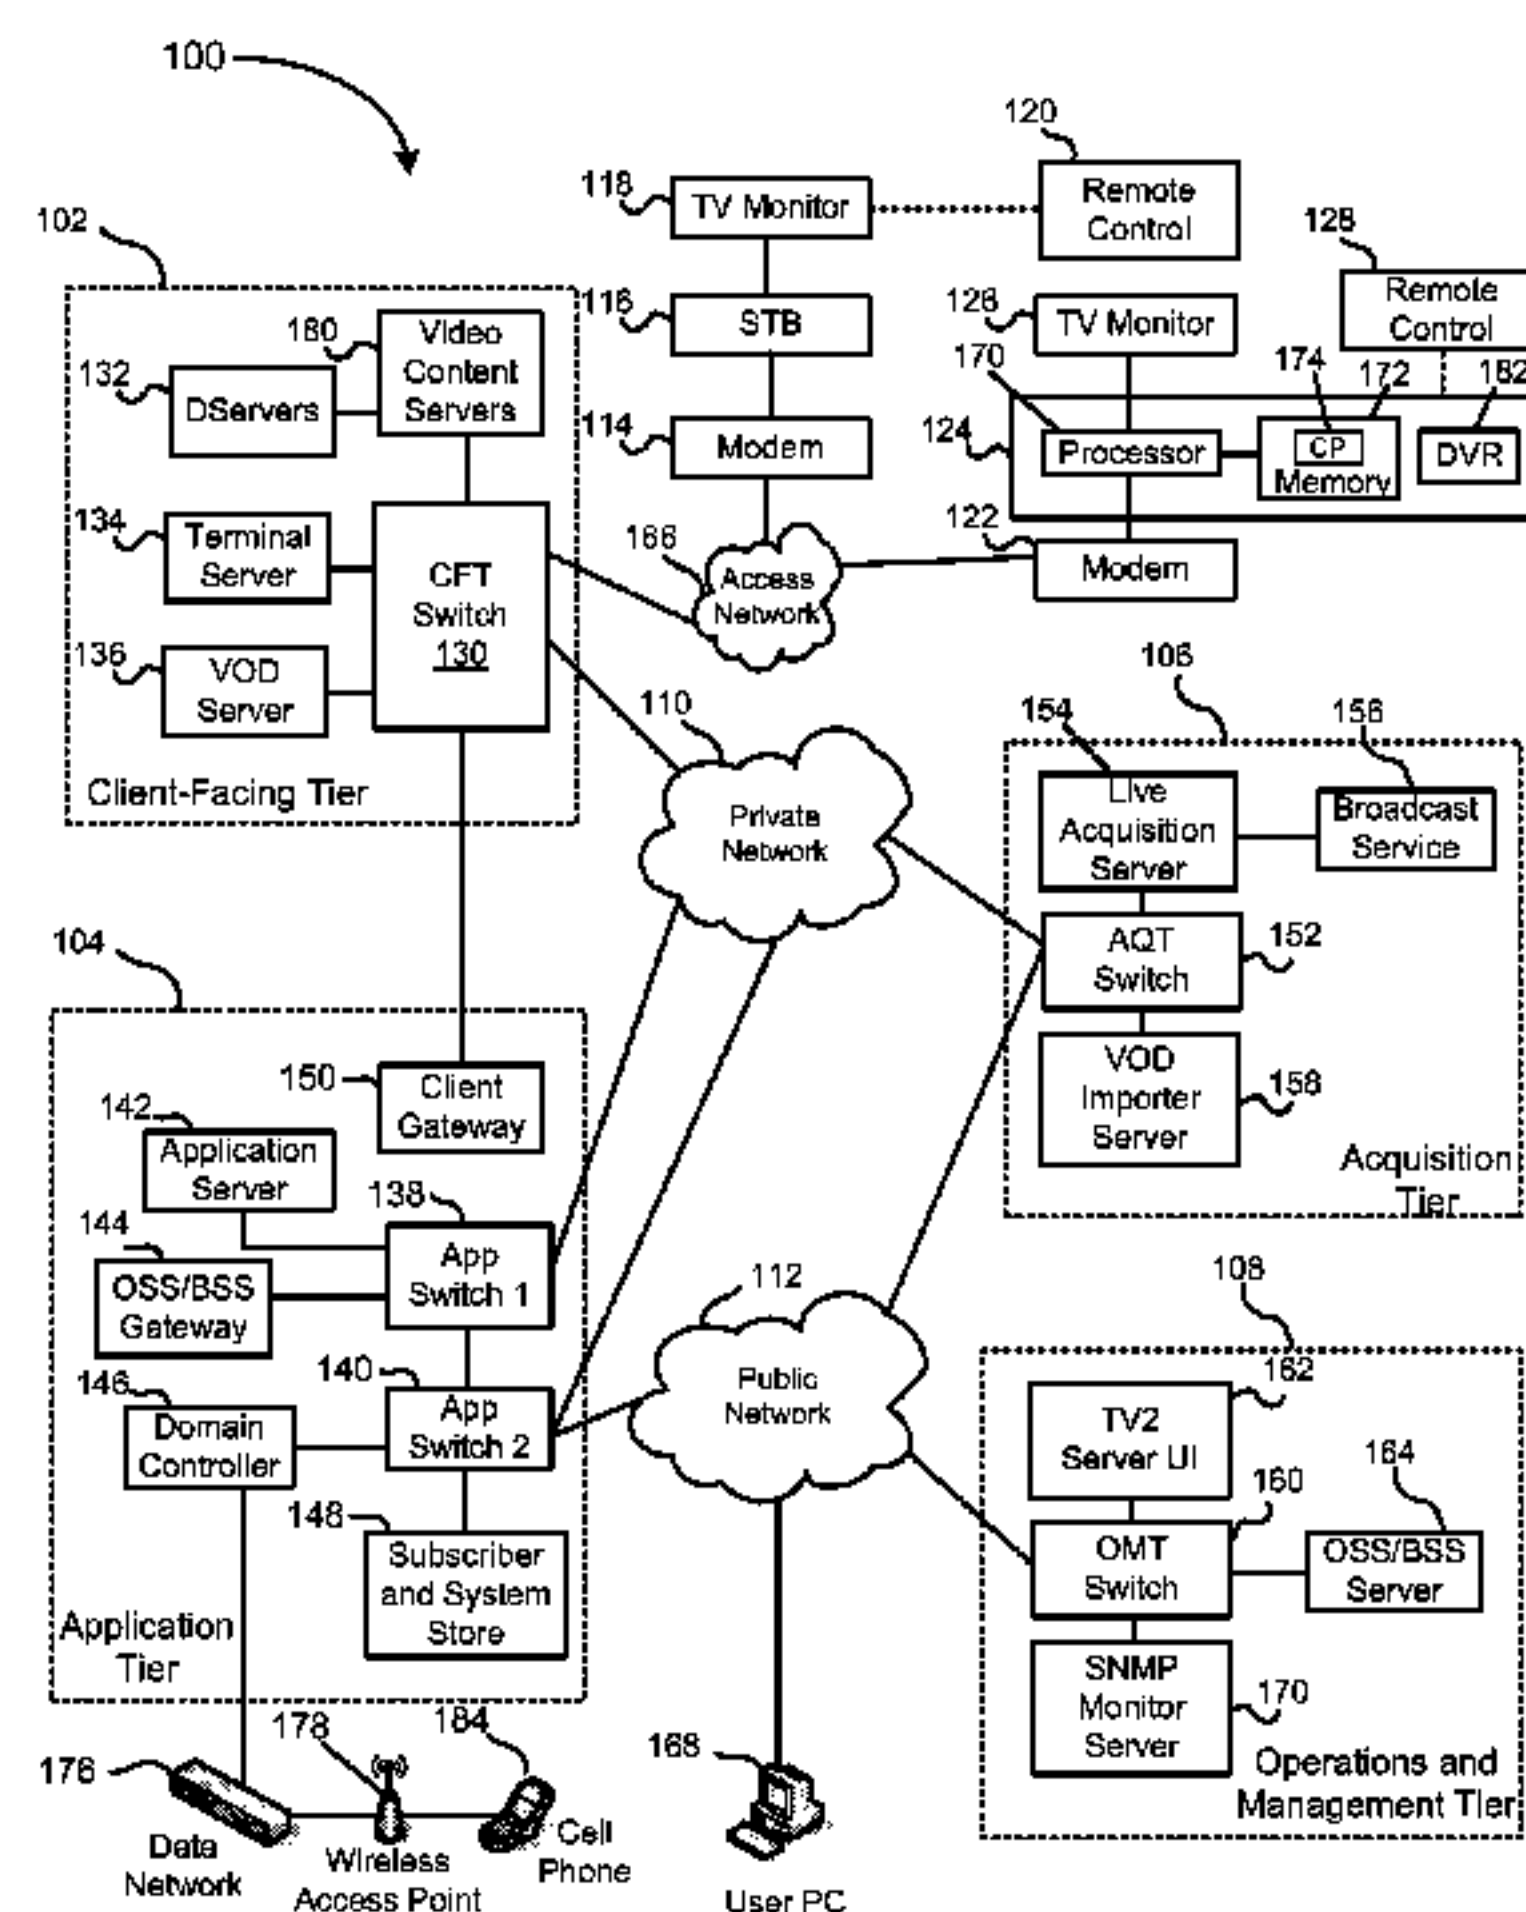 100
120
118
TV Monitor
Remote
Control
102
128
116
STB
126
TV Monitor
Remote
Control
180
Video
Content
Servers
132
DServers
170
174
172
182
114
Modem
124
Processor
CP
Memory
DVR
134
Terminal
Server
CFT
Switch
130
166
Access
Network
122
Modem
136
VOD
Server
Client-Facing Tier
110
Private
Network
106
154
156
Live
Acquisition
Server
Broadcast
Service
104
AQT
Switch
152
150
Client
Gateway
VOD
Importer
Server
158
Acquisition
Tier
142
Application
Server
138
144
OSS/BSS
Gateway
App
Switch 1
112
Public
Network
108
162
TV2
Server UI
146
140
Domain
Controller
App
Switch 2
164
160
OMT
Switch
OSS/BSS
Server
148
Subscriber
and System
Store
Application
Tier
SNMP
Monitor
Server
170
Operations and
Management Tier
176
178
184
168
Data
Network
Wireless
Access Point
Cell
Phone
User PC